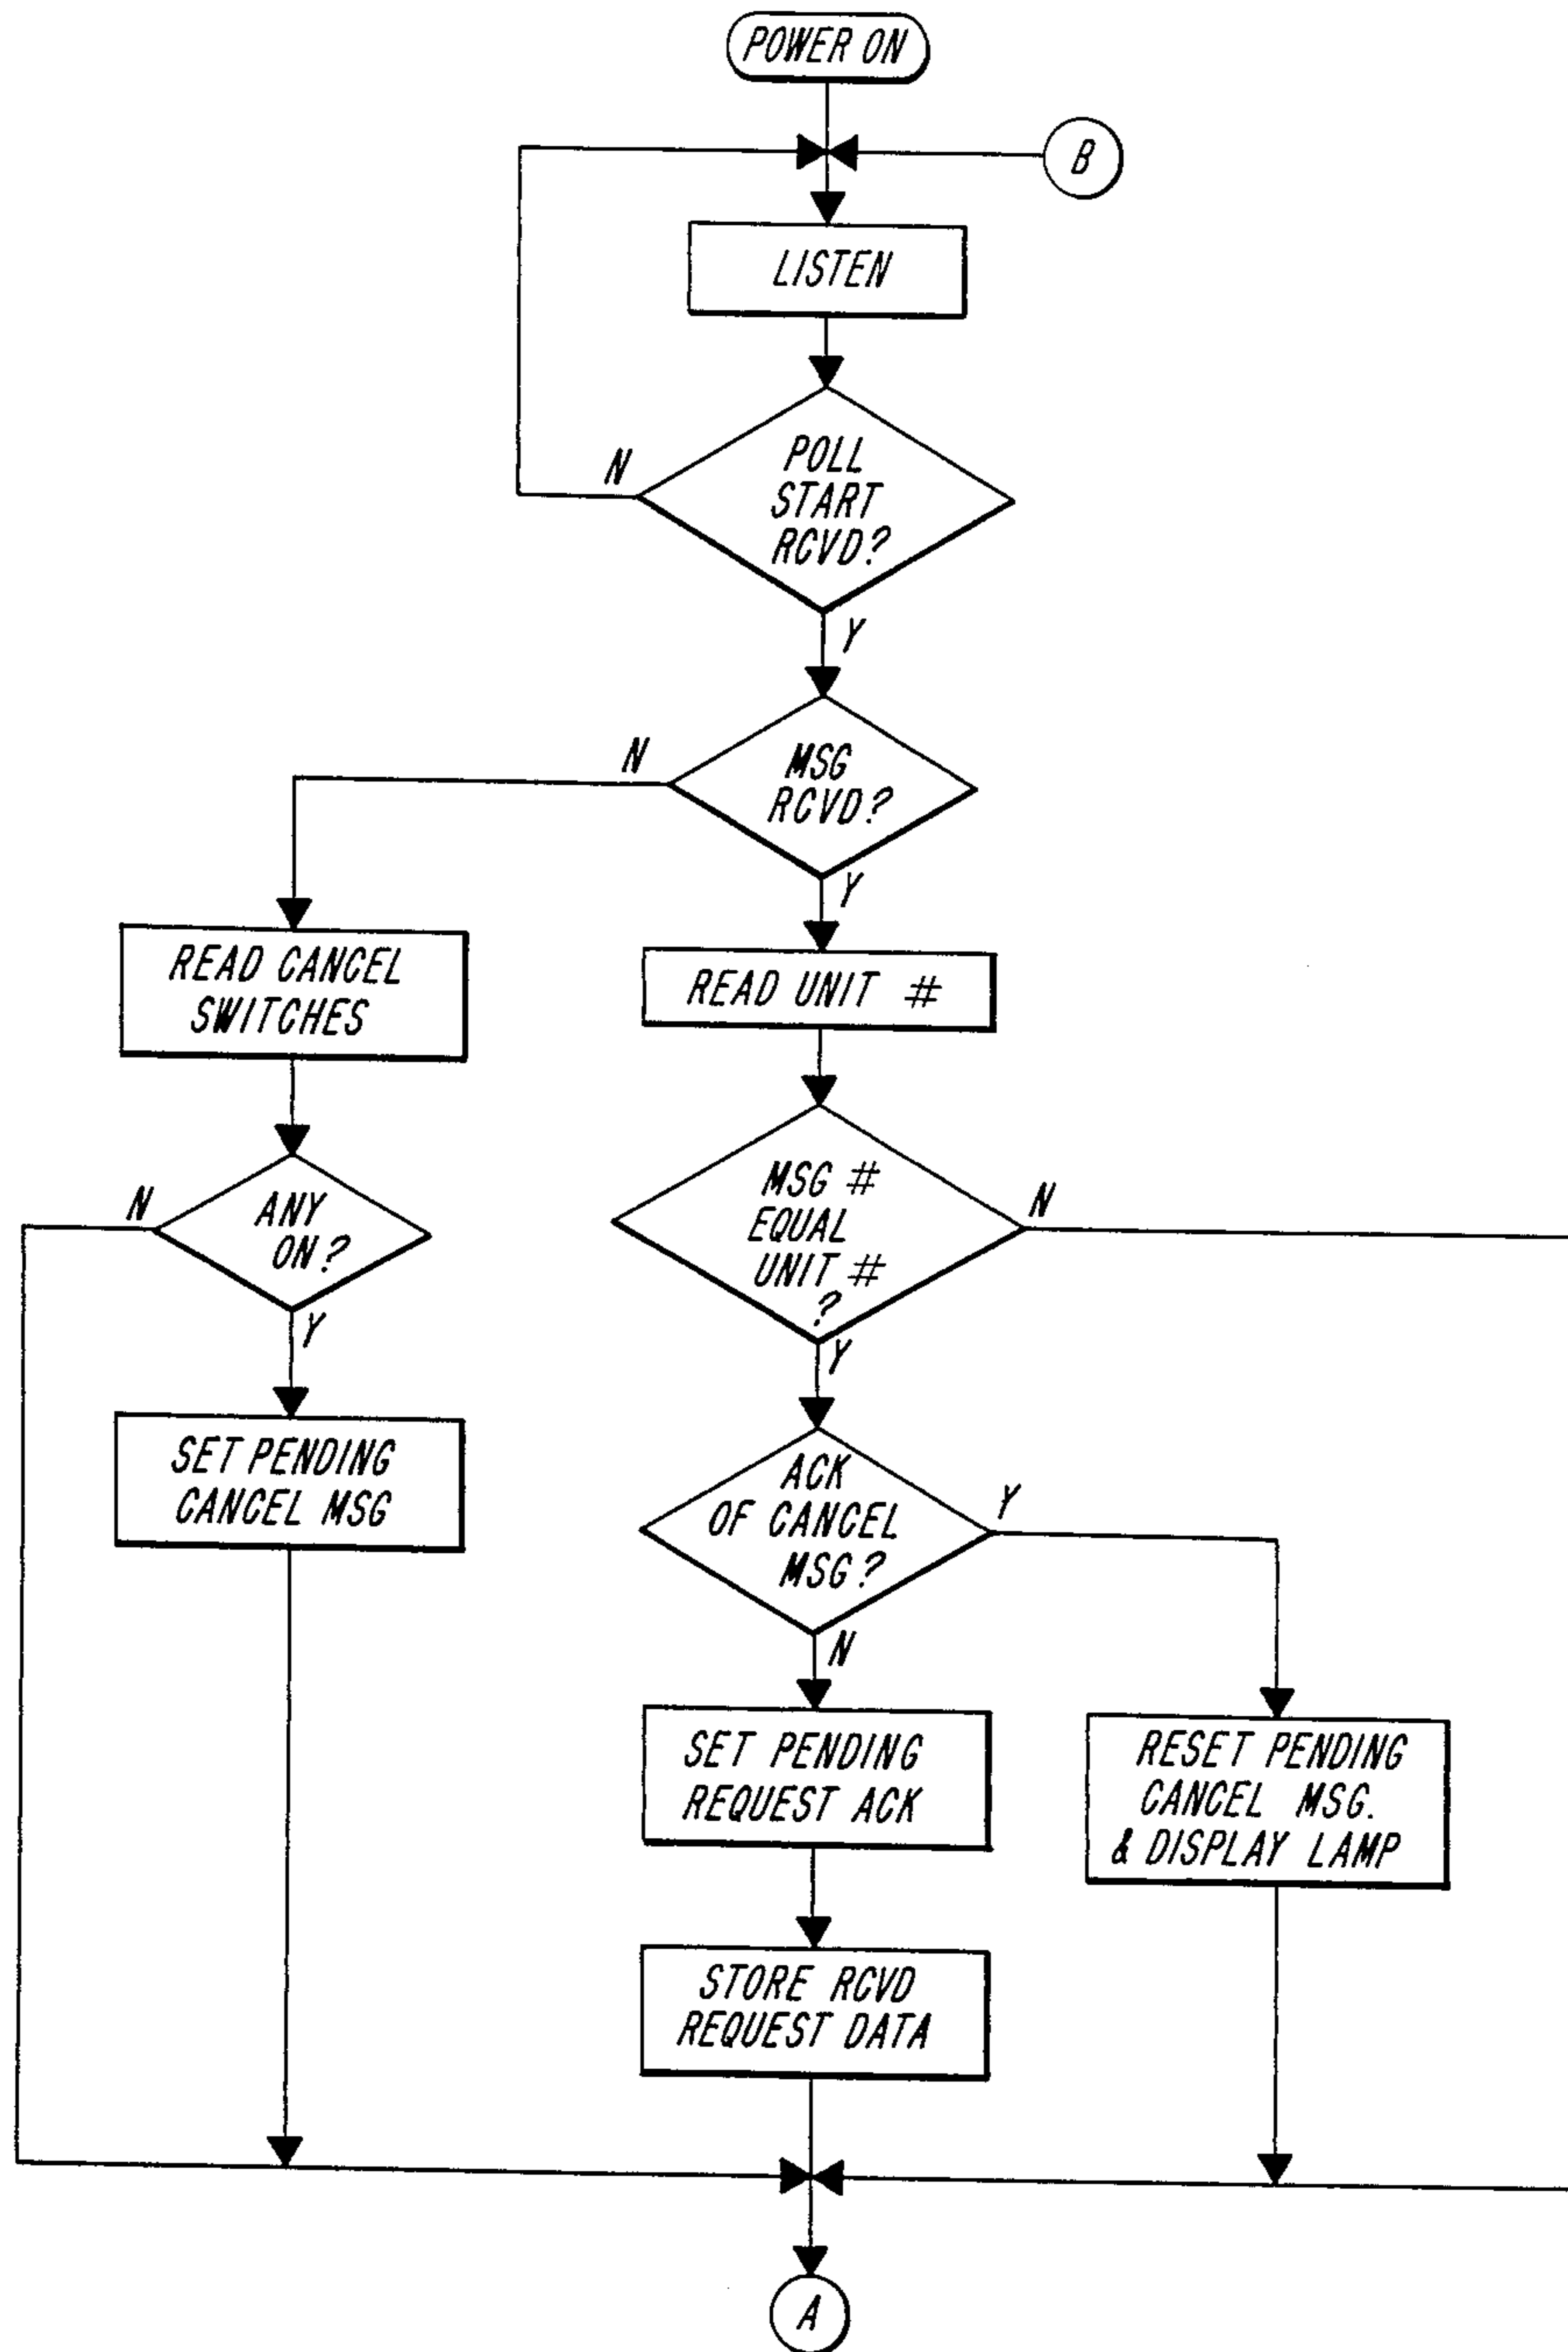 POWER ON
B
LISTEN
POLL
START
RCVD?
N
Y
MSG
RCVD?
N
Y
READ CANCEL
SWITCHES
READ UNIT #
ANY
ON?
N
Y
MSG #
EQUAL
UNIT #
?
N
Y
SET PENDING
CANCEL MSG
ACK
OF CANCEL
MSG?
Y
N
SET PENDING
REQUEST ACK
RESET PENDING
CANCEL MSG.
& DISPLAY LAMP
STORE RCVD
REQUEST DATA
A